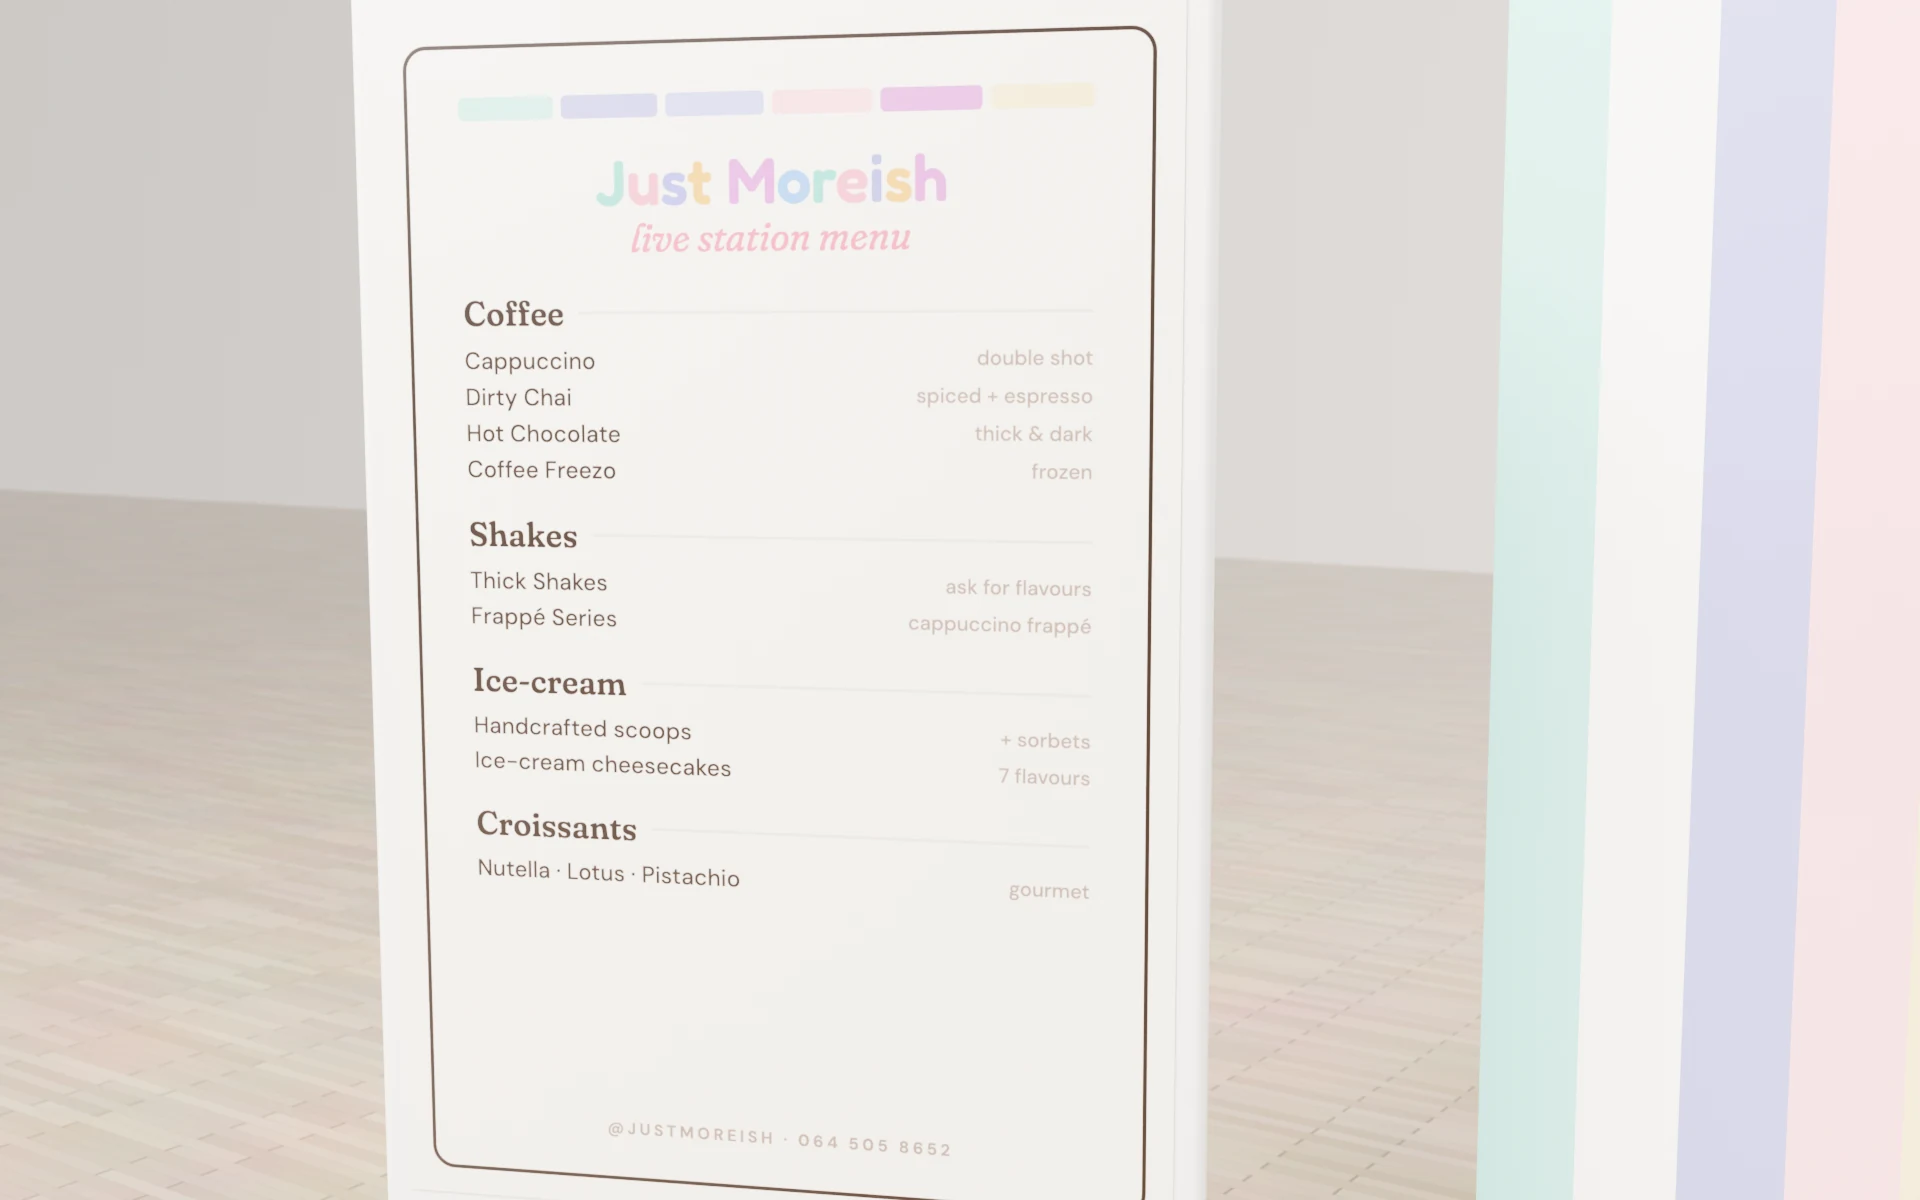 Just Moreish
live station menu
Coffee
Cappuccino double shot
Dirty Chai spiced + espresso
Hot Chocolate thick & dark
Coffee Freezo frozen
Shakes
Thick Shakes ask for flavours
Frappé Series cappuccino frappé
Ice-cream
Handcrafted scoops + sorbets
Ice-cream cheesecakes 7 flavours
Croissants
Nutella · Lotus · Pistachio gourmet
@JUSTMOREISH · 064 505 8652